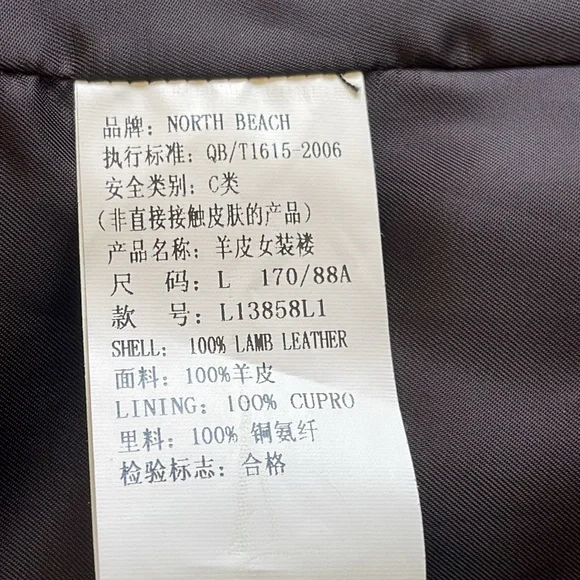 品牌: NORTH BEACH
执行标准: QB/T1615-2006
安全类别: C类
(非直接接触皮肤的产品)
产品名称: 羊皮女装褛
尺 码: L 170/88A
款 号: L13858L1
SHELL: 100% LAMB LEATHER
面料: 100%羊皮
LINING: 100% CUPRO
里料: 100% 铜氨纤
检验标志: 合格